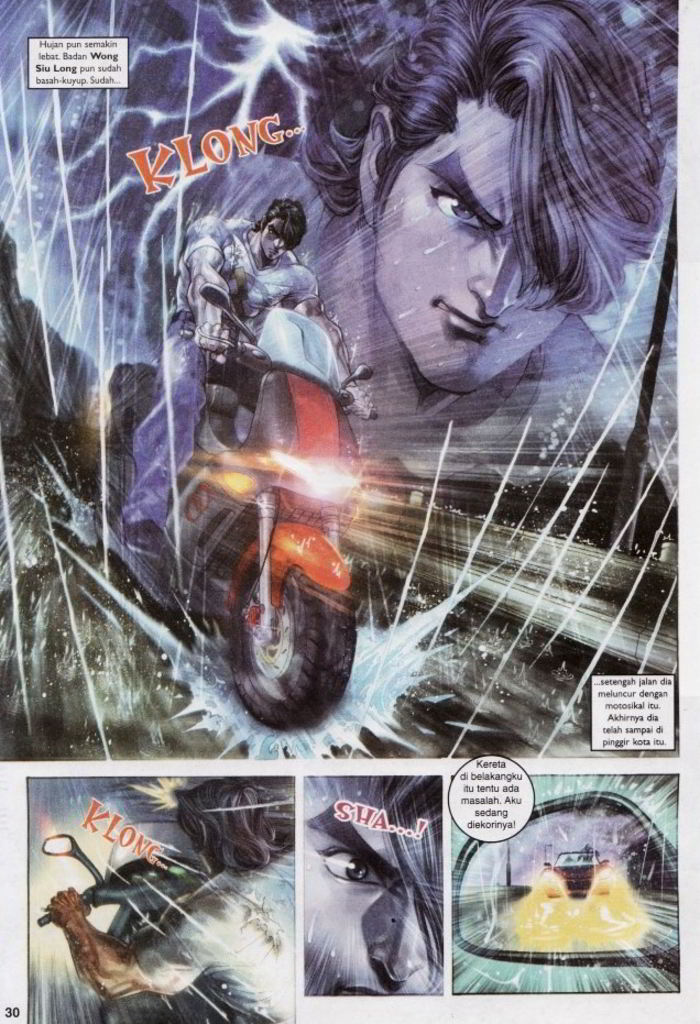 Hujan pun semakin
lebat. Badan Wong
Siu Long pun sudah
basah-kuyup. Sudah...
KLONG...
...setengah jalan dia
meluncur dengan
motosikal itu.
Akhirnya dia
telah sampai di
pinggir kota itu.
KLONG...
SHA...!
Kereta
di belakangku
itu tentu ada
masalah. Aku
sedang
diekorinya!
30